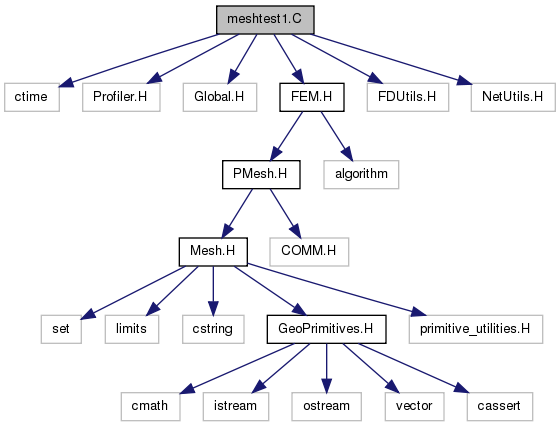 meshtest1.C
ctime
Profiler.H
Global.H
FEM.H
FDUtils.H
NetUtils.H
PMesh.H
algorithm
Mesh.H
COMM.H
set
limits
cstring
GeoPrimitives.H
primitive_utilities.H
cmath
istream
ostream
vector
cassert